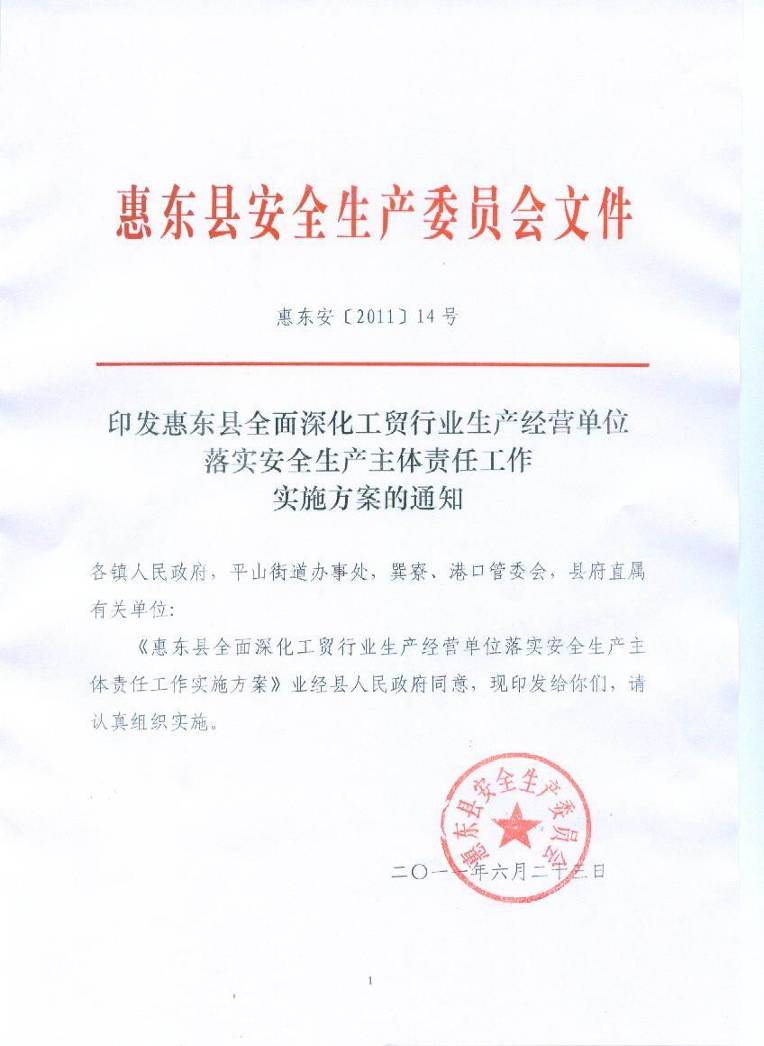 惠东县安全生产委员会文件
惠东安〔2011〕14号
印发惠东县全面深化工贸行业生产经营单位
落实安全生产主体责任工作
实施方案的通知
各镇人民政府，平山街道办事处，巽寮、港口管委会，县府直属
有关单位:
《惠东县全面深化工贸行业生产经营单位落实安全生产主
体责任工作实施方案》业经县人民政府同意，现印发给你们，请
认真组织实施。
惠东县安全生产委员会
二〇一一年六月二十三日
1